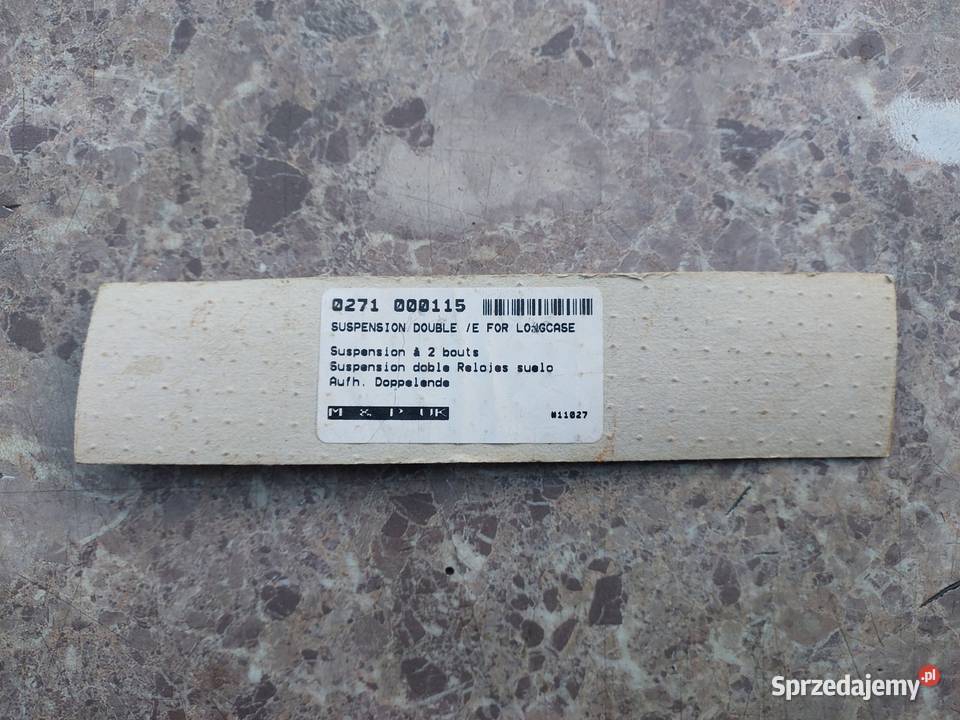 0271 000115
SUSPENSION DOUBLE /E FOR LONGCASE
Suspension à 2 bouts
Suspension doble Relojes suelo
Aufh. Doppelende
M & P UK
#11027
Sprzedajemy.pl